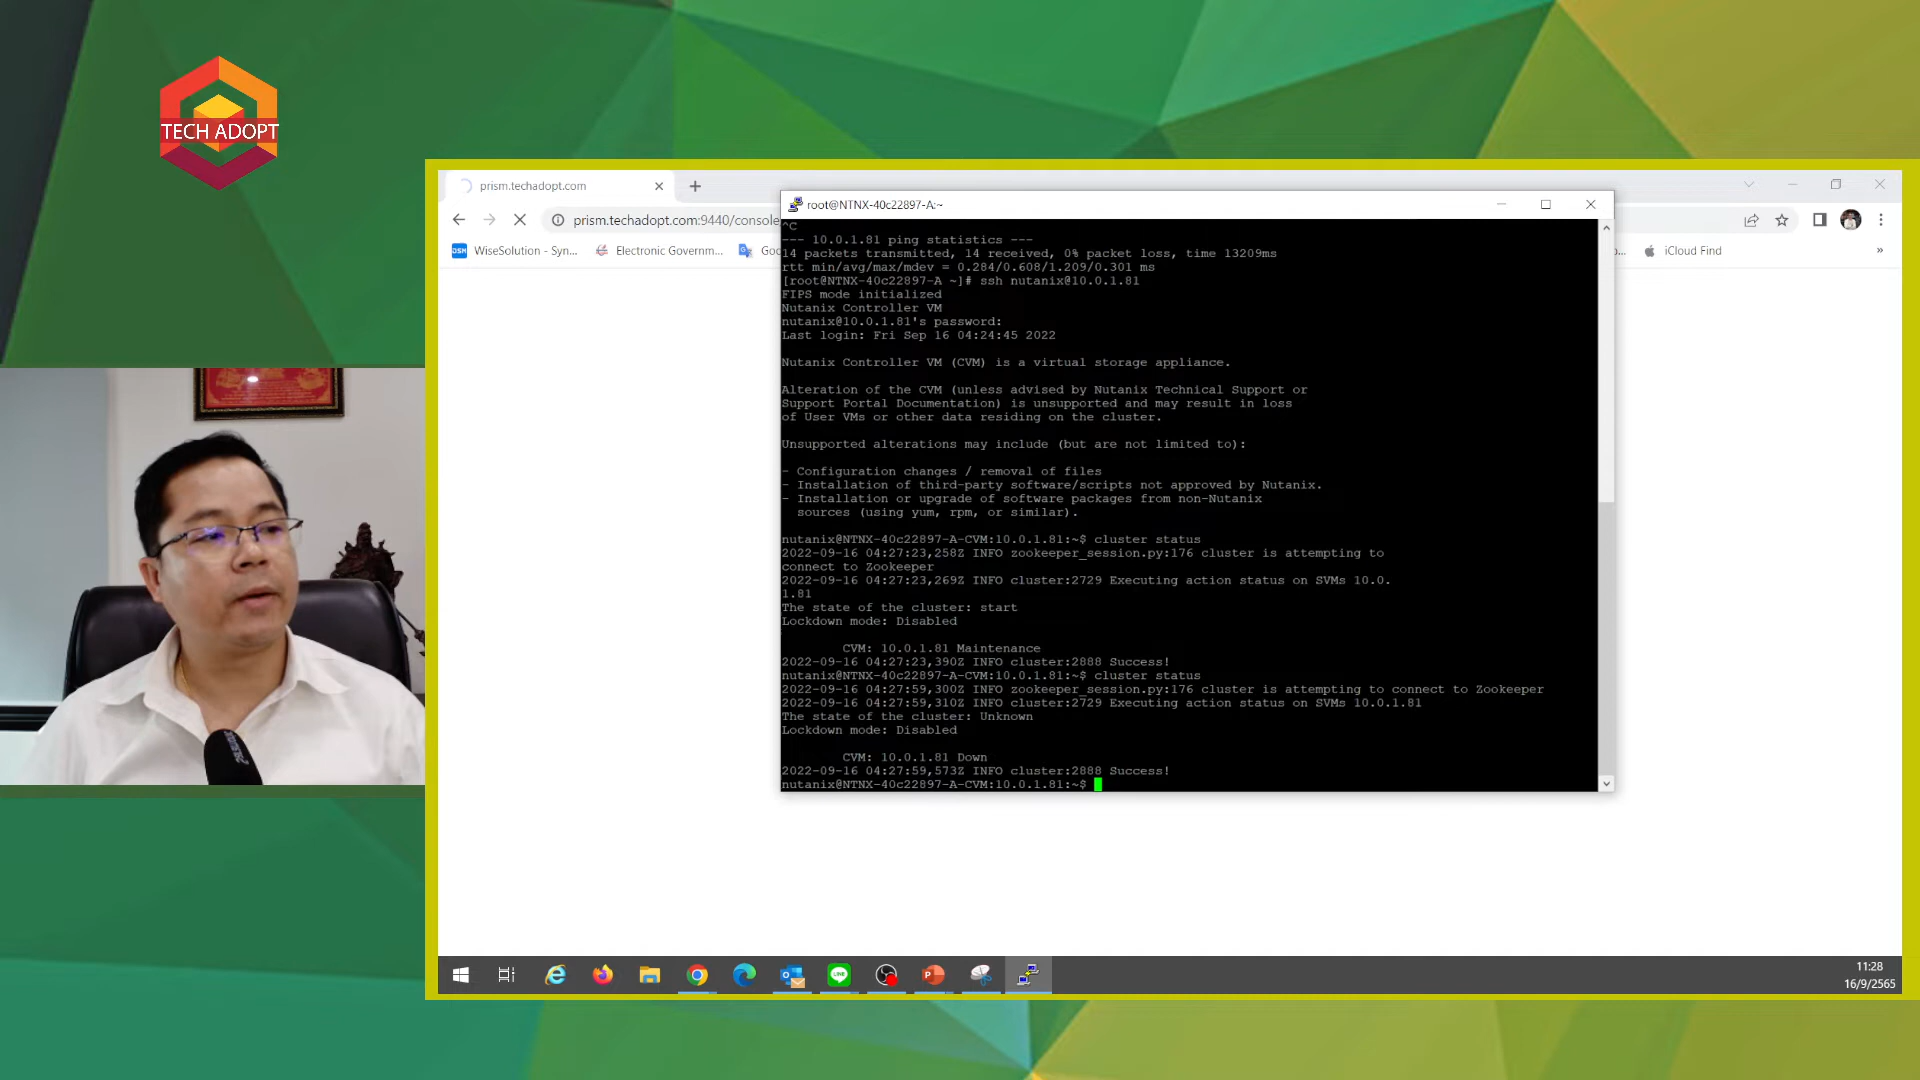 TECH ADOPT
prism.techadopt.com
prism.techadopt.com:9440/console
DSM WiseSolution - Syn...
Electronic Governm...
iCloud Find
»
root@NTNX-40c22897-A:~
^C
--- 10.0.1.81 ping statistics ---
14 packets transmitted, 14 received, 0% packet loss, time 13209ms
rtt min/avg/max/mdev = 0.284/0.608/1.209/0.301 ms
[root@NTNX-40c22897-A ~]# ssh nutanix@10.0.1.81
FIPS mode initialized
Nutanix Controller VM
nutanix@10.0.1.81's password:
Last login: Fri Sep 16 04:24:45 2022
Nutanix Controller VM (CVM) is a virtual storage appliance.
Alteration of the CVM (unless advised by Nutanix Technical Support or
Support Portal Documentation) is unsupported and may result in loss
of User VMs or other data residing on the cluster.
Unsupported alterations may include (but are not limited to):
- Configuration changes / removal of files
- Installation of third-party software/scripts not approved by Nutanix.
- Installation or upgrade of software packages from non-Nutanix
sources (using yum, rpm, or similar).
nutanix@NTNX-40c22897-A-CVM:10.0.1.81:~$ cluster status
2022-09-16 04:27:23,258Z INFO zookeeper_session.py:176 cluster is attempting to
connect to Zookeeper
2022-09-16 04:27:23,269Z INFO cluster:2729 Executing action status on SVMs 10.0.
1.81
The state of the cluster: start
Lockdown mode: Disabled
CVM: 10.0.1.81 Maintenance
2022-09-16 04:27:23,390Z INFO cluster:2888 Success!
nutanix@NTNX-40c22897-A-CVM:10.0.1.81:~$ cluster status
2022-09-16 04:27:59,300Z INFO zookeeper_session.py:176 cluster is attempting to connect to Zookeeper
2022-09-16 04:27:59,310Z INFO cluster:2729 Executing action status on SVMs 10.0.1.81
The state of the cluster: Unknown
Lockdown mode: Disabled
CVM: 10.0.1.81 Down
2022-09-16 04:27:59,573Z INFO cluster:2888 Success!
nutanix@NTNX-40c22897-A-CVM:10.0.1.81:~$
11:28
16/9/2565